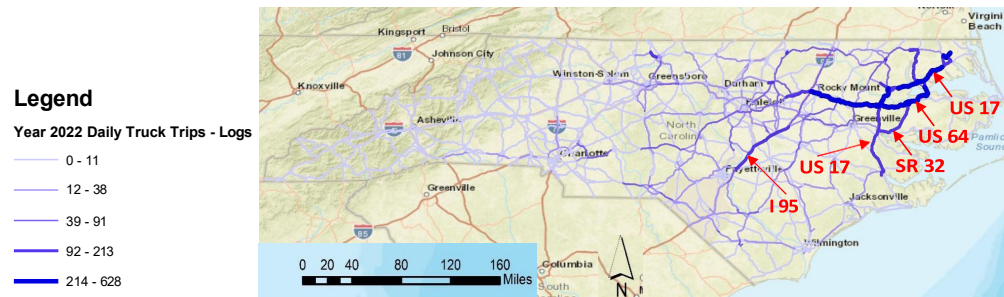 Legend
Year 2022 Daily Truck Trips - Logs
0 - 11
12 - 38
39 - 91
92 - 213
214 - 628
Virginia
Beach
Kingsport
Bristol
81
Johnson City
Knoxville
Winston-Salem
Greensboro
Durham
Raleigh
Rocky Mount
US 17
Asheville
North
Carolina
Greenville
US 64
Pamlico
Sound
Charlotte
Fayetteville
US 17
SR 32
Greenville
I 95
Jacksonville
85
Wilmington
Columbia
South
0 20 40 80 120 160
Miles
N